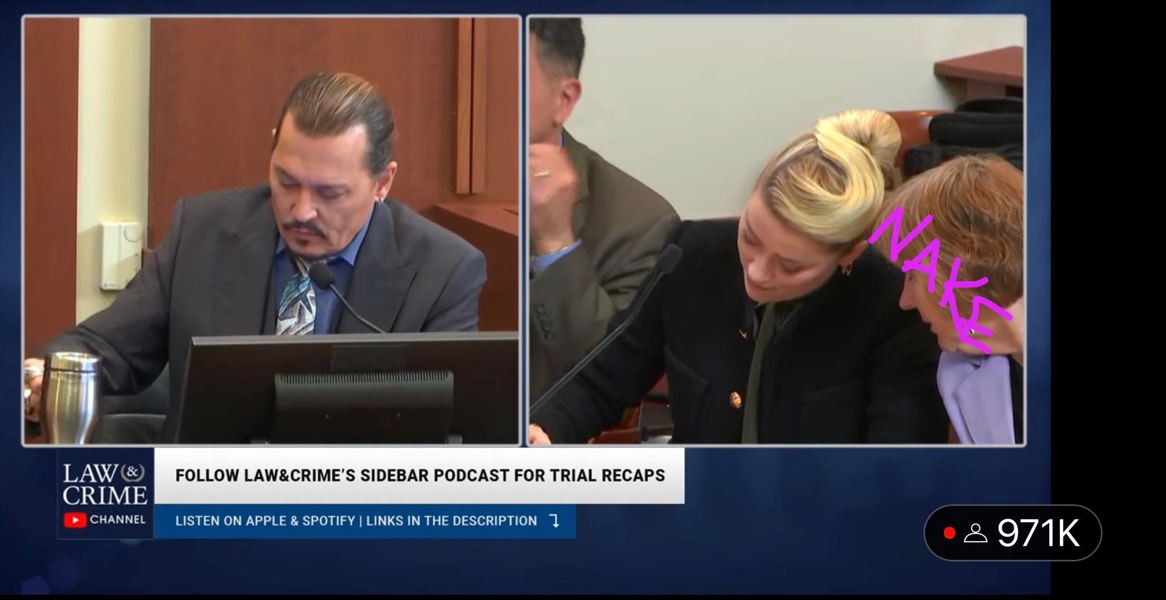 NAKE
LAW & CRIME
CHANNEL
FOLLOW LAW&CRIME'S SIDEBAR PODCAST FOR TRIAL RECAPS
LISTEN ON APPLE & SPOTIFY | LINKS IN THE DESCRIPTION
971K